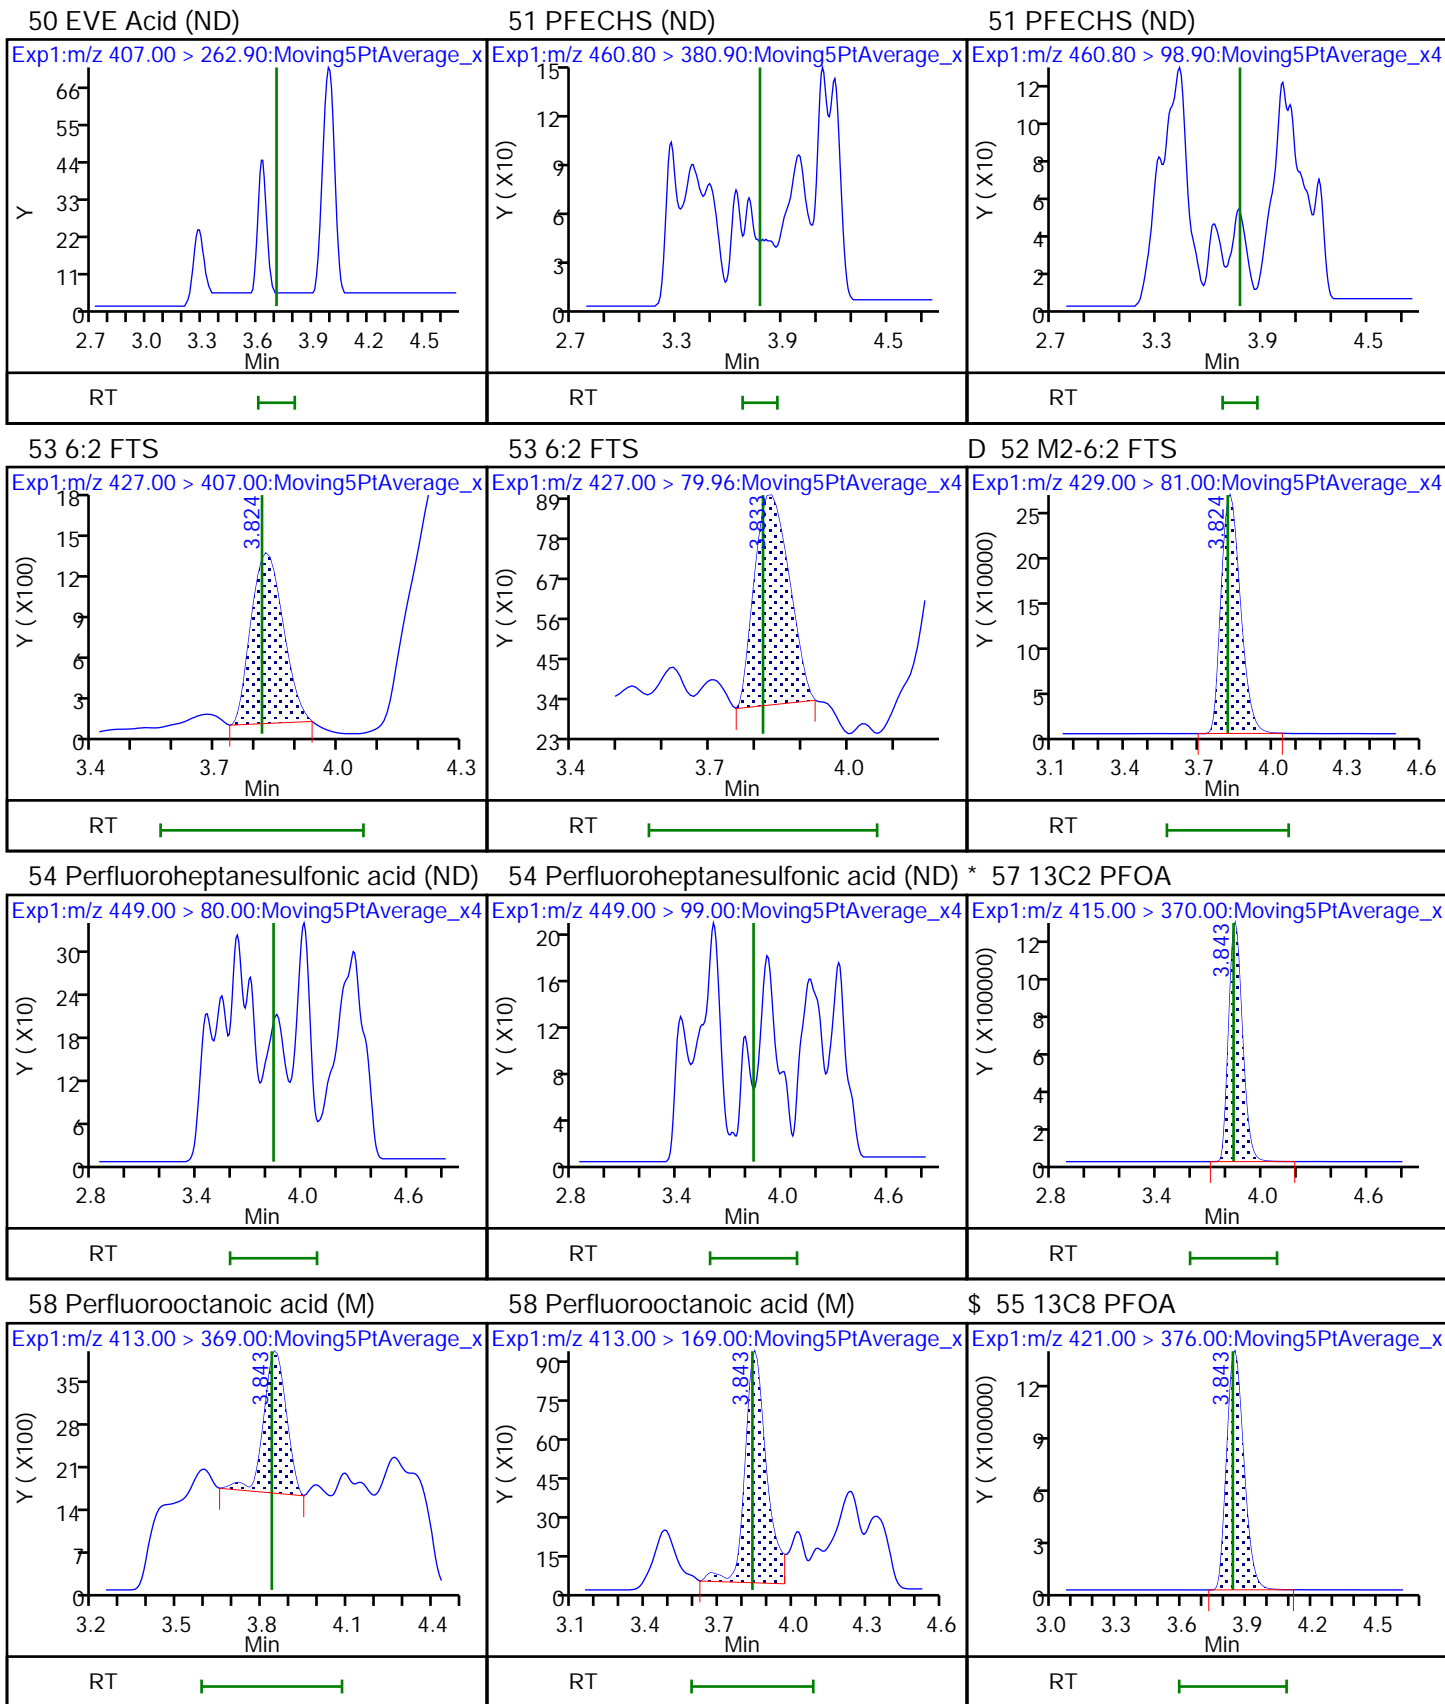 50 EVE Acid (ND)
Exp1:m/z 407.00 > 262.90:Moving5PtAverage_x
Y
66
55
44
33
22
11
0
2.7 3.0 3.3 3.6 3.9 4.2 4.5
Min
RT
51 PFECHS (ND)
Exp1:m/z 460.80 > 380.90:Moving5PtAverage_x
Y ( X10)
15
12
9
6
3
0
2.7 3.3 3.9 4.5
Min
RT
51 PFECHS (ND)
Exp1:m/z 460.80 > 98.90:Moving5PtAverage_x4
Y ( X10)
12
10
8
6
4
2
0
2.7 3.3 3.9 4.5
Min
RT
53 6:2 FTS
Exp1:m/z 427.00 > 407.00:Moving5PtAverage_x
3.824
Y ( X100)
18
15
12
9
6
3
0
3.4 3.7 4.0 4.3
Min
RT
53 6:2 FTS
Exp1:m/z 427.00 > 79.96:Moving5PtAverage_x4
3.833
Y ( X10)
89
78
67
56
45
34
23
3.4 3.7 4.0
Min
RT
D 52 M2-6:2 FTS
Exp1:m/z 429.00 > 81.00:Moving5PtAverage_x4
3.824
Y ( X10000)
25
20
15
10
5
0
3.1 3.4 3.7 4.0 4.3 4.6
Min
RT
54 Perfluoroheptanesulfonic acid (ND)
Exp1:m/z 449.00 > 80.00:Moving5PtAverage_x4
Y ( X10)
30
24
18
12
6
0
2.8 3.4 4.0 4.6
Min
RT
54 Perfluoroheptanesulfonic acid (ND)
Exp1:m/z 449.00 > 99.00:Moving5PtAverage_x4
Y ( X10)
20
16
12
8
4
0
2.8 3.4 4.0 4.6
Min
RT
* 57 13C2 PFOA
Exp1:m/z 415.00 > 370.00:Moving5PtAverage_x
3.843
Y ( X100000)
12
10
8
6
4
2
0
2.8 3.4 4.0 4.6
Min
RT
58 Perfluorooctanoic acid (M)
Exp1:m/z 413.00 > 369.00:Moving5PtAverage_x
3.843
Y ( X100)
35
28
21
14
7
0
3.2 3.5 3.8 4.1 4.4
Min
RT
58 Perfluorooctanoic acid (M)
Exp1:m/z 413.00 > 169.00:Moving5PtAverage_x
3.843
Y ( X10)
90
75
60
45
30
15
0
3.1 3.4 3.7 4.0 4.3 4.6
Min
RT
$ 55 13C8 PFOA
Exp1:m/z 421.00 > 376.00:Moving5PtAverage_x
3.843
Y ( X100000)
12
9
6
3
0
3.0 3.3 3.6 3.9 4.2 4.5
Min
RT